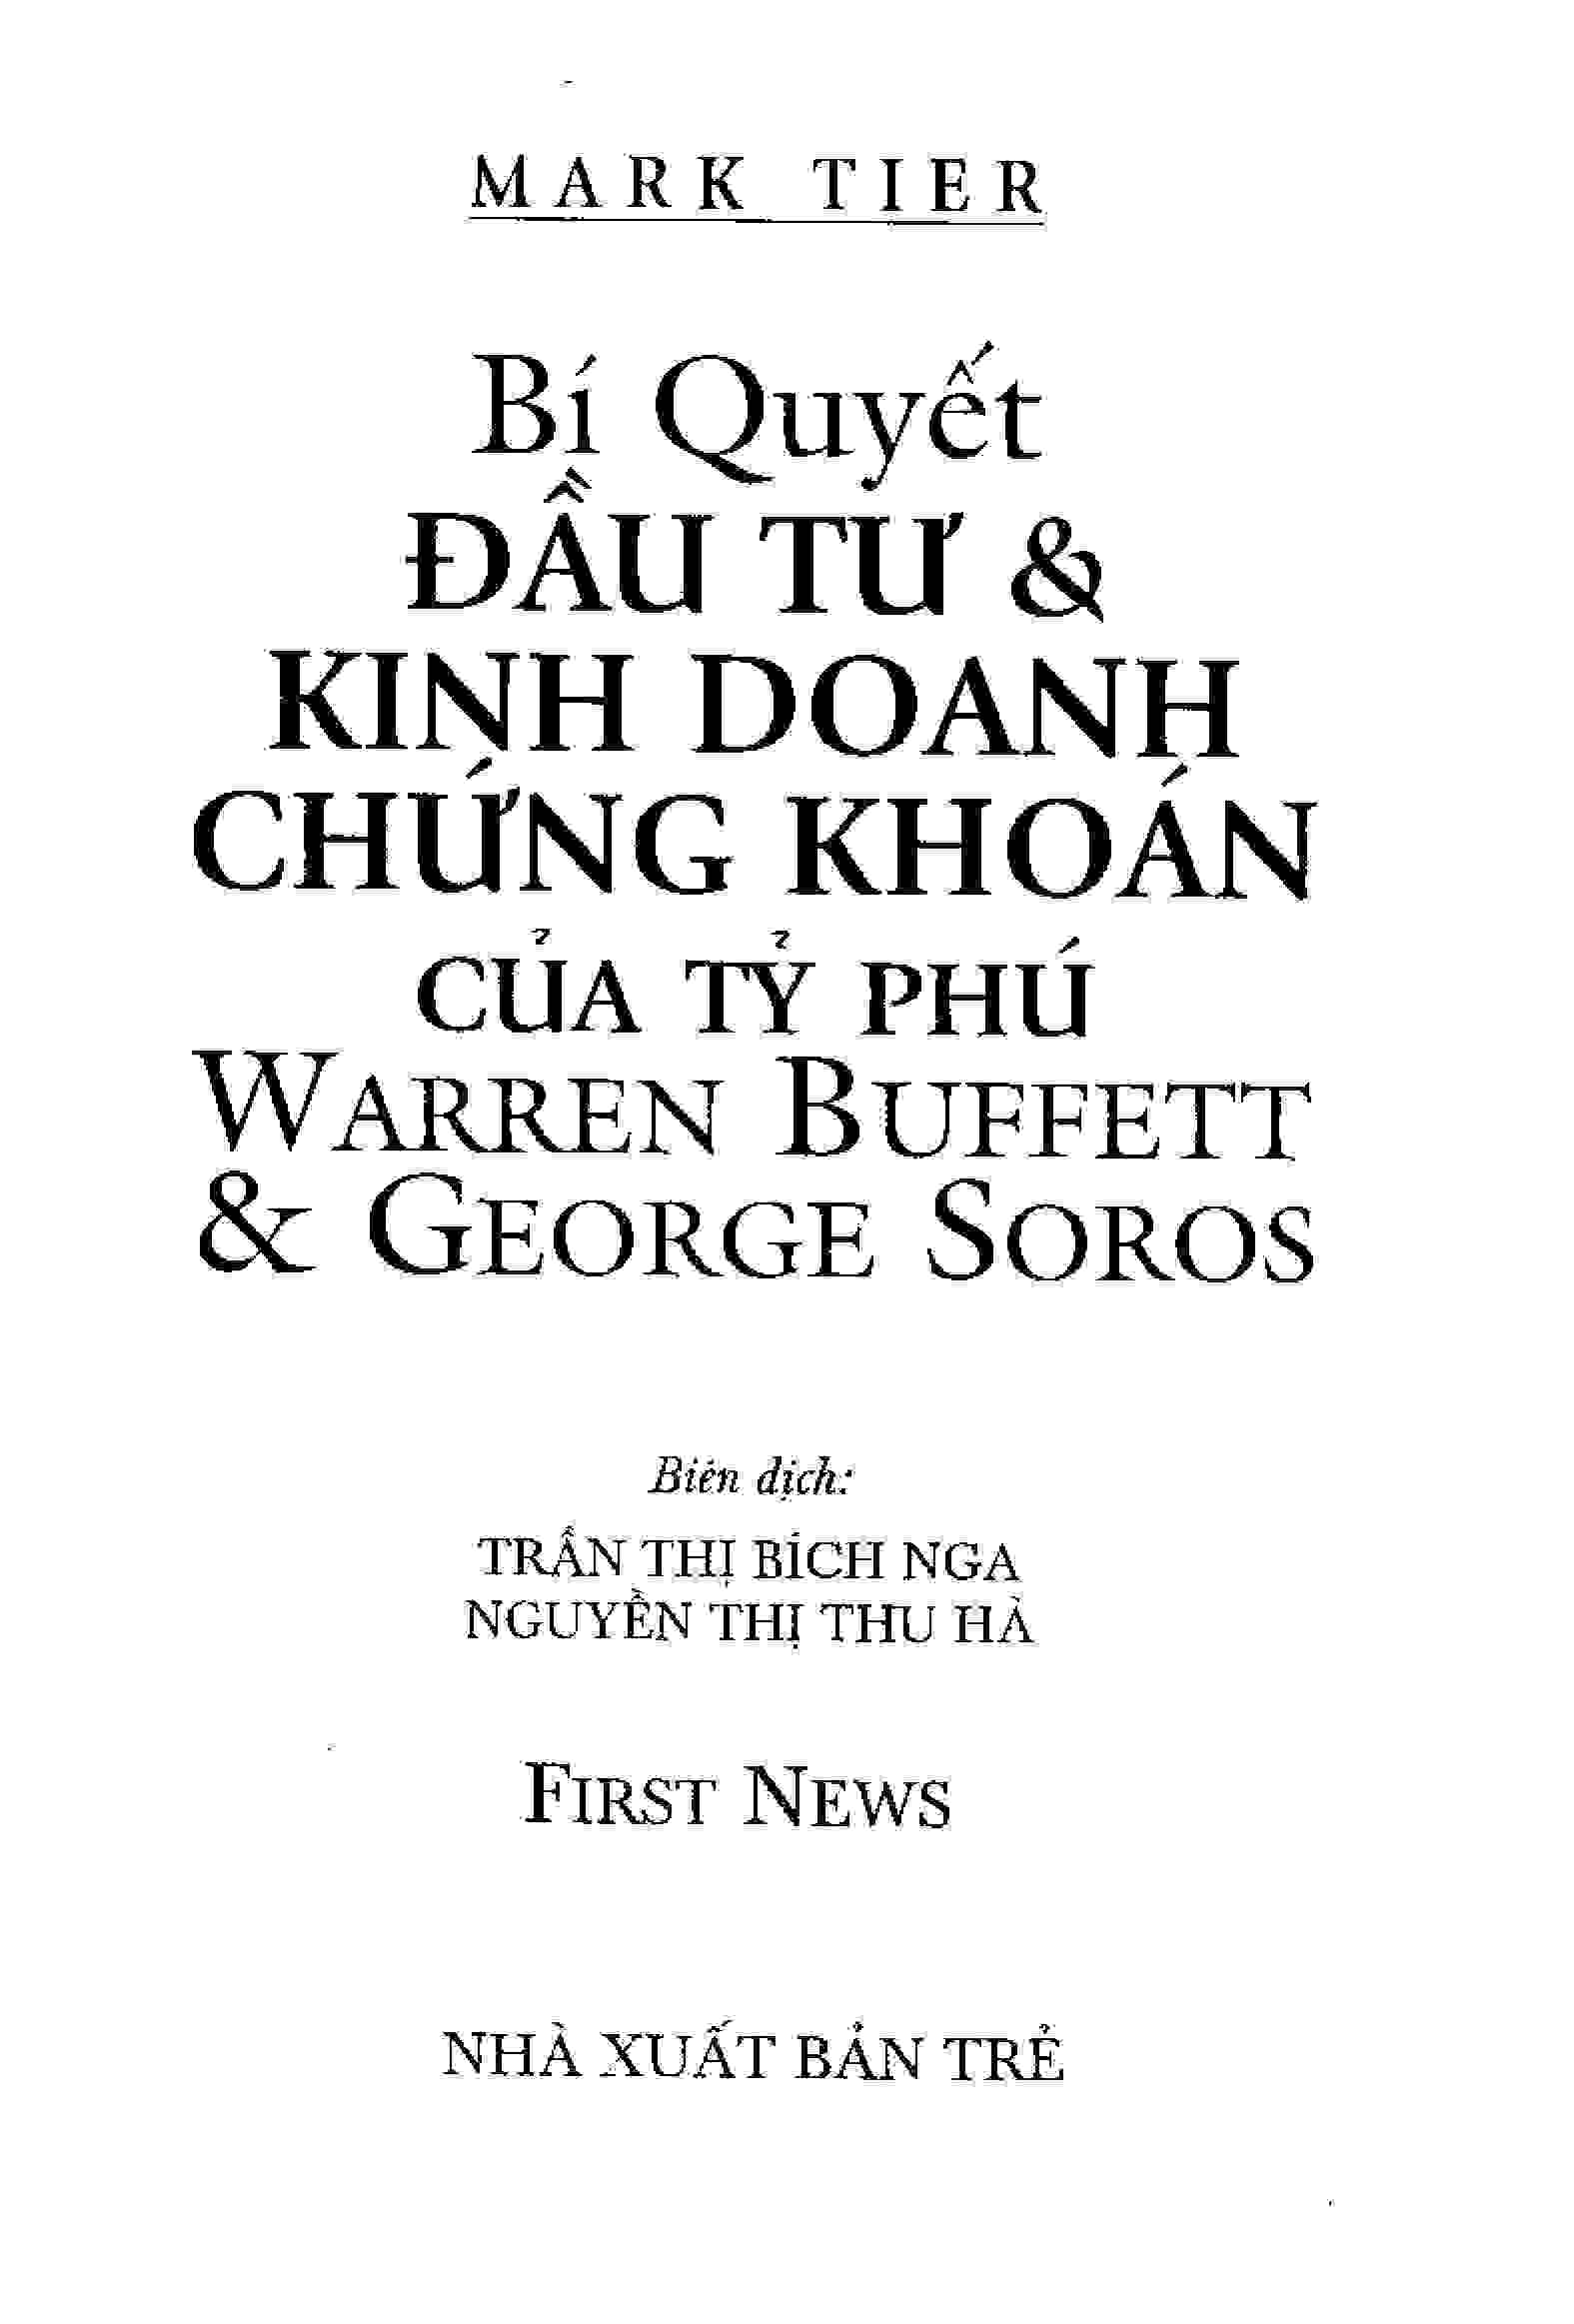 MARK TIER
Bí Quyết
ĐẦU TƯ &
KINH DOANH
CHỨNG KHOÁN
CỦA TỶ PHÚ
WARREN BUFFETT
& GEORGE SOROS
Biên dịch:
TRẦN THỊ BÍCH NGA
NGUYỄN THỊ THU HÀ
FIRST NEWS
NHÀ XUẤT BẢN TRẺ